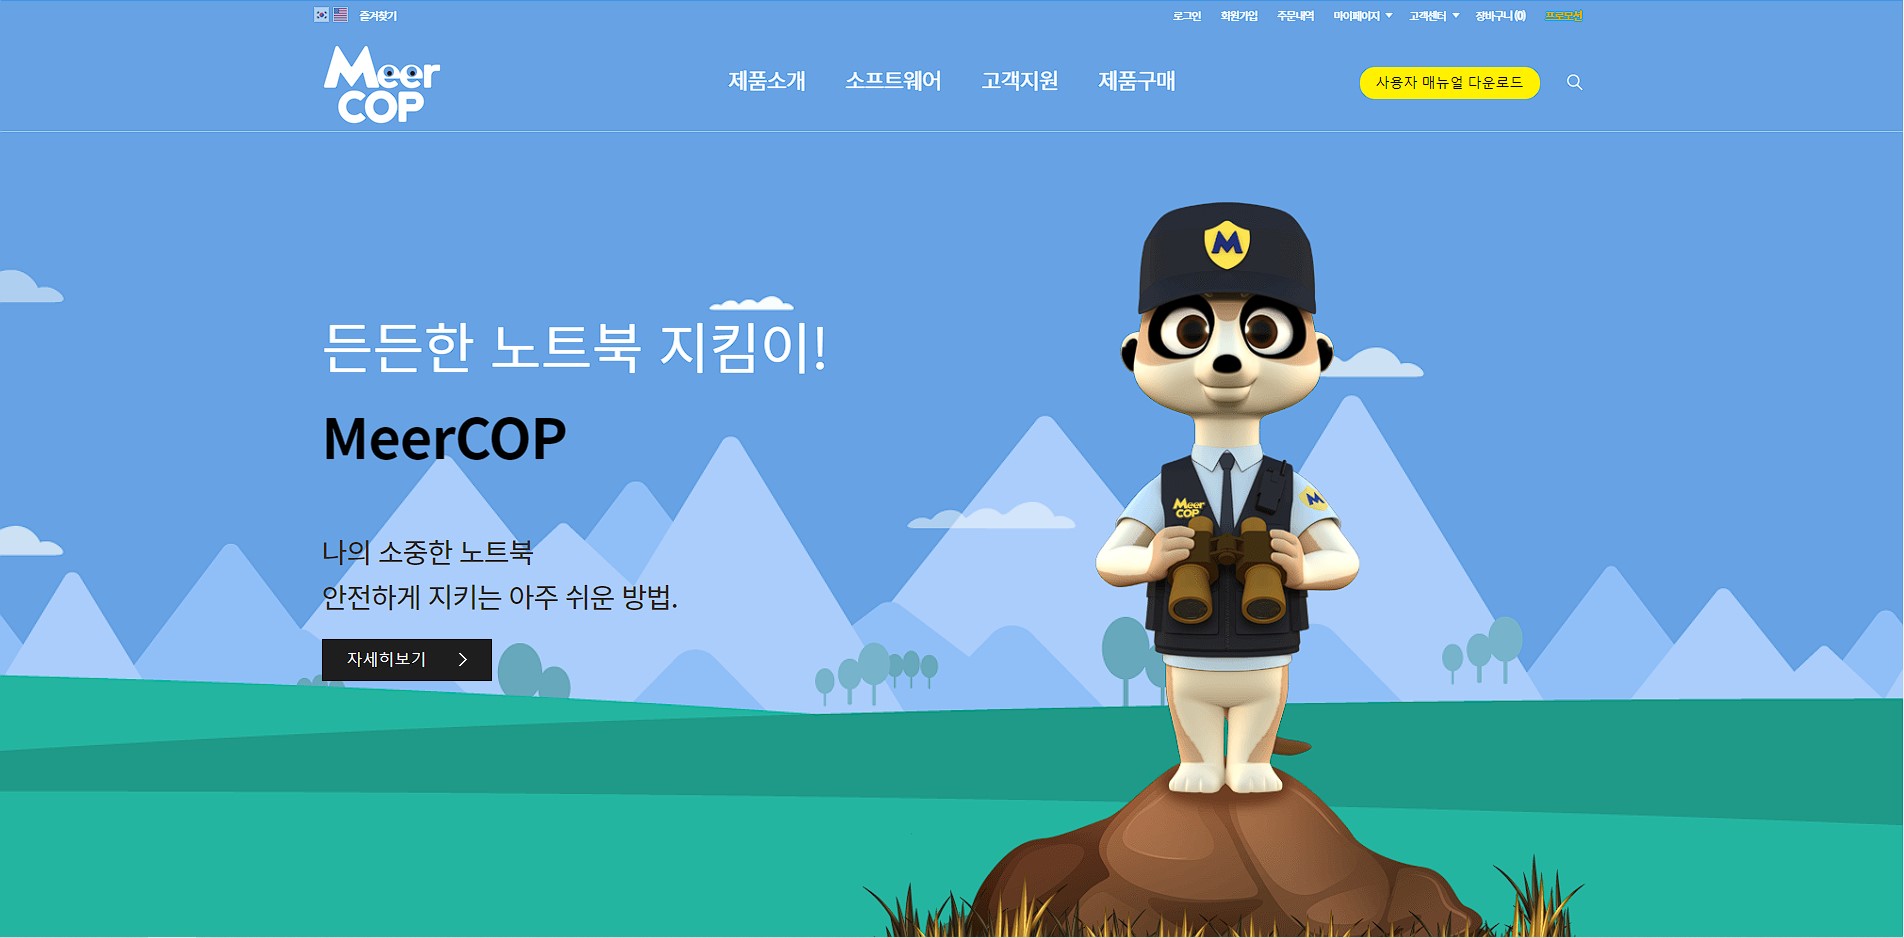 즐겨찾기
로그인 회원가입 주문내역 마이페이지 고객센터 장바구니 (0) 프로모션
Meer
COP
제품소개 소프트웨어 고객지원 제품구매
사용자 매뉴얼 다운로드
M
든든한 노트북 지킴이!
MeerCOP
Meer
COP
M
나의 소중한 노트북
안전하게 지키는 아주 쉬운 방법.
자세히보기